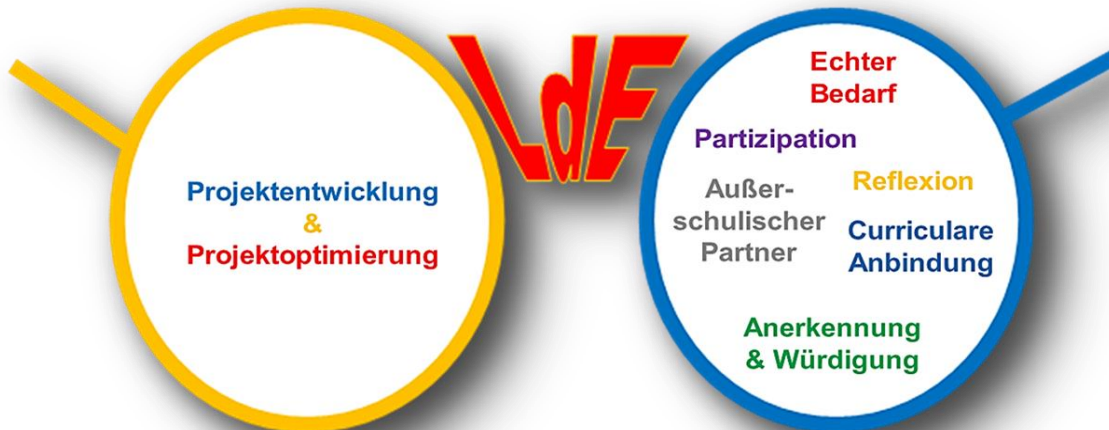 Projektentwicklung
&
Projektoptimierung
LdE
Echter
Bedarf
Partizipation
Reflexion
Außer-
schulischer
Partner
Curriculare
Anbindung
Anerkennung
& Würdigung